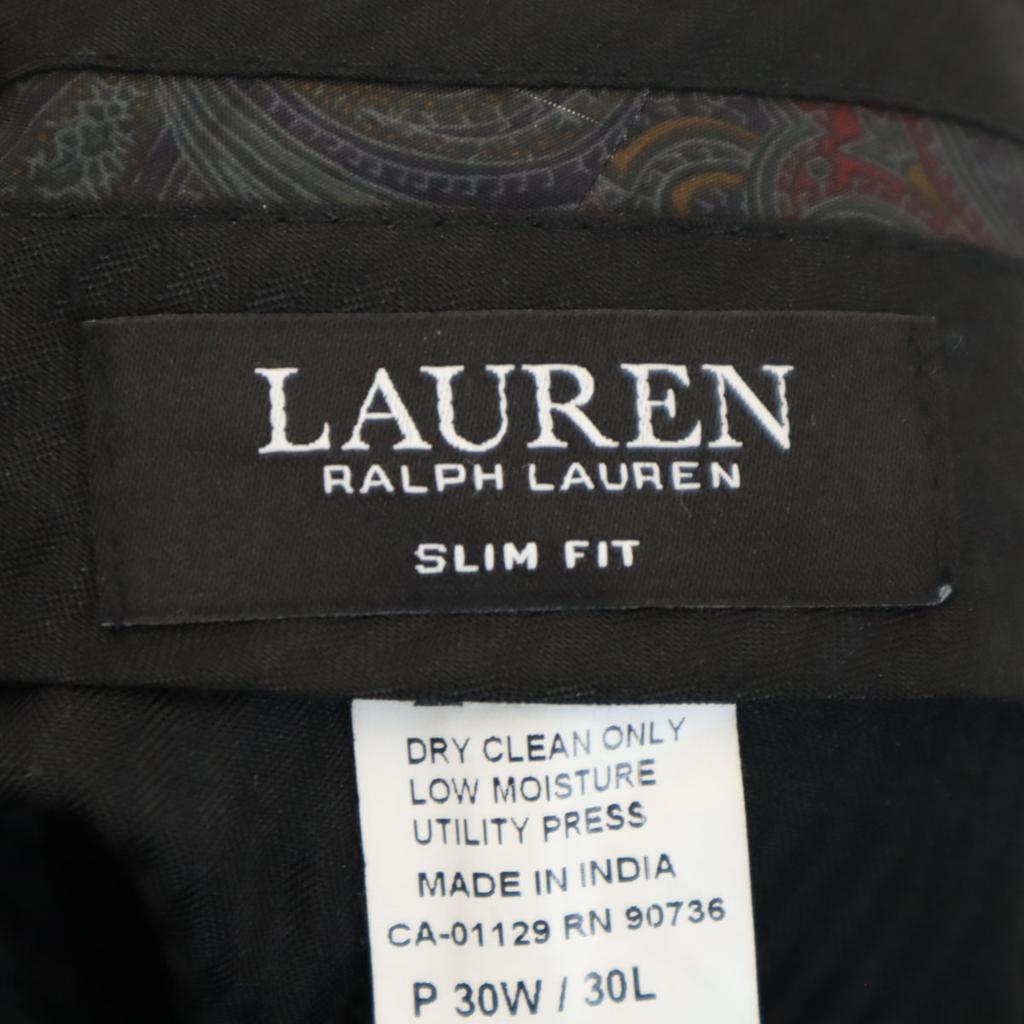 LAUREN
RALPH LAUREN
SLIM FIT
DRY CLEAN ONLY
LOW MOISTURE
UTILITY PRESS
MADE IN INDIA
CA-01129 RN 90736
P 30W / 30L